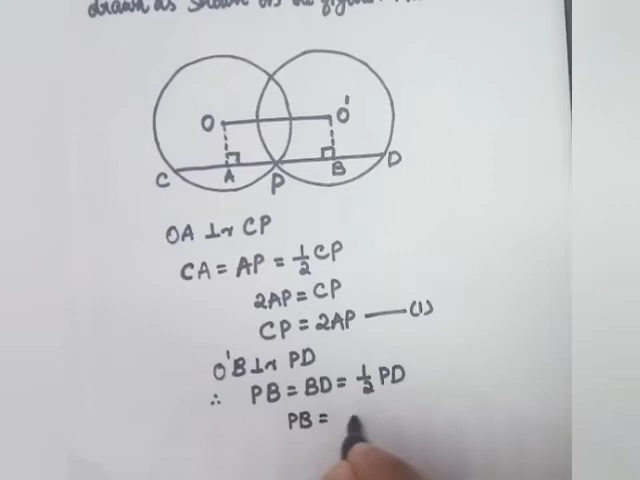 drawn as shown in the figure.
O O'
C A P B D
OA ⊥r CP
CA = AP = 1/2 CP
2AP = CP
CP = 2AP —— (1)
O'B ⊥r PD
∴ PB = BD = 1/2 PD
PB =